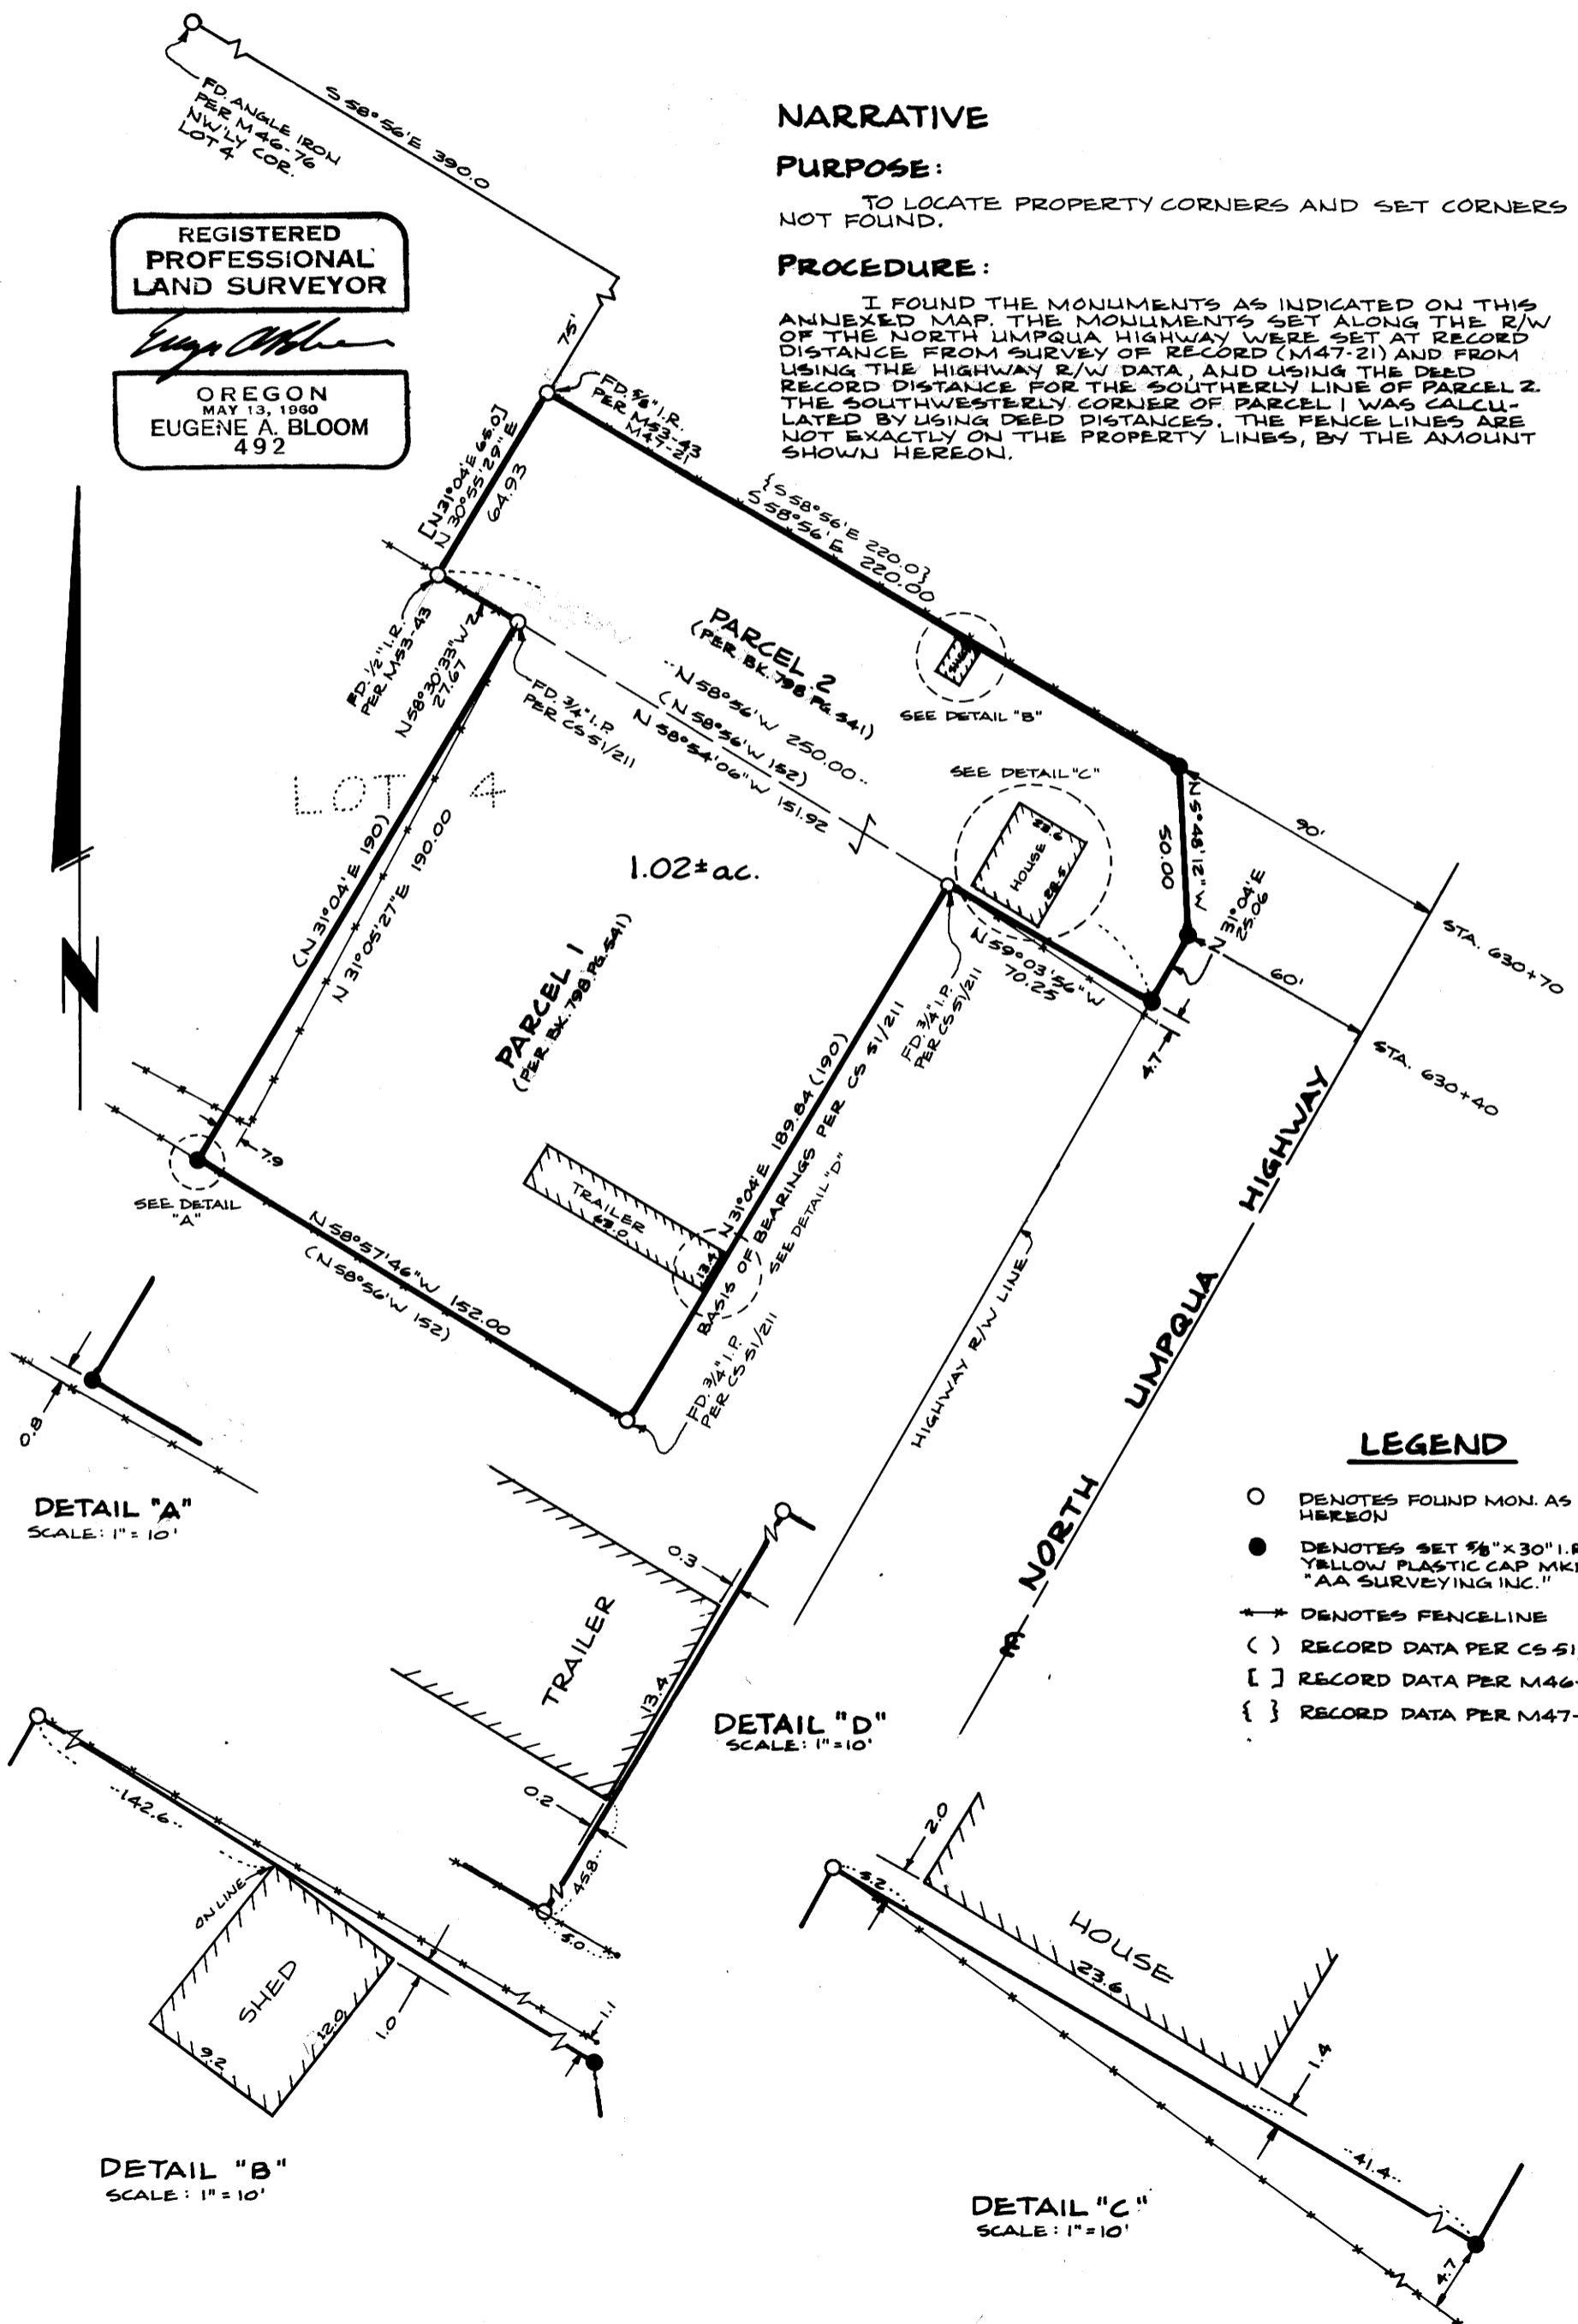 FD. ANGLE IRON
PER M46-76
NW'LY COR.
LOT 4
S 58°56'E 390.0
75'
REGISTERED
PROFESSIONAL
LAND SURVEYOR
OREGON
MAY 13, 1960
EUGENE A. BLOOM
492
NARRATIVE
PURPOSE:
TO LOCATE PROPERTY CORNERS AND SET CORNERS
NOT FOUND.
PROCEDURE:
I FOUND THE MONUMENTS AS INDICATED ON THIS
ANNEXED MAP. THE MONUMENTS SET ALONG THE R/W
OF THE NORTH UMPQUA HIGHWAY WERE SET AT RECORD
DISTANCE FROM SURVEY OF RECORD (M47-21) AND FROM
USING THE HIGHWAY R/W DATA, AND USING THE DEED
RECORD DISTANCE FOR THE SOUTHERLY LINE OF PARCEL 2.
THE SOUTHWESTERLY CORNER OF PARCEL 1 WAS CALCU-
LATED BY USING DEED DISTANCES. THE FENCE LINES ARE
NOT EXACTLY ON THE PROPERTY LINES, BY THE AMOUNT
SHOWN HEREON.
FD. 5/8" I.R.
PER M53-43
M47-21
[N 31°04'E 65.0]
N 30°55'29"E
64.93
{S 58°56'E 220.0}
S 58°56'E 220.00
FD. 1/2" I.R.
PER M53-43
N 58°30'33"W
27.67
FD. 3/4" I.P.
PER CS 51/211
PARCEL 2
(PER BK. 798 PG. 541)
N 58°56'W 250.00
(N 58°56'W 152)
N 58°54'06"W 151.92
SEE DETAIL "B"
SEE DETAIL "C"
HOUSE
23.6
28.5
N 5°48'12"W
50.00
90'
N 31°04'E
25.06
60'
STA. 630+70
STA. 630+40
N 59°03'56"W
70.25
4.7
FD. 3/4" I.P.
PER CS 51/211
LOT 4
1.02± ac.
(N 31°04'E 190)
N 31°05'27"E 190.00
PARCEL 1
(PER BK. 798 PG. 541)
N
N 31°04'E 189.84 (190)
BASIS OF BEARINGS PER CS 51/211
SEE DETAIL "D"
TRAILER
63.0
13.4
7.9
SEE DETAIL
"A"
N 58°57'46"W 152.00
(N 58°56'W 152)
FD. 3/4" I.P.
PER CS 51/211
HIGHWAY R/W LINE
NORTH UMPQUA HIGHWAY
0.8
DETAIL "A"
SCALE: 1" = 10'
LEGEND
DENOTES FOUND MON. AS
HEREON
DENOTES SET 5/8" X 30" I.R
YELLOW PLASTIC CAP MK
"AA SURVEYING INC."
DENOTES FENCELINE
( ) RECORD DATA PER CS 51
[ ] RECORD DATA PER M46-
{ } RECORD DATA PER M47-
TRAILER
0.3
13.4
0.2
45.8
5.0
DETAIL "D"
SCALE: 1" = 10'
142.6
ON LINE
SHED
9.2
12.0
1.0
1.1
DETAIL "B"
SCALE: 1" = 10'
5.2
2.0
HOUSE
23.6
1.4
41.4
4.7
DETAIL "C"
SCALE: 1" = 10'